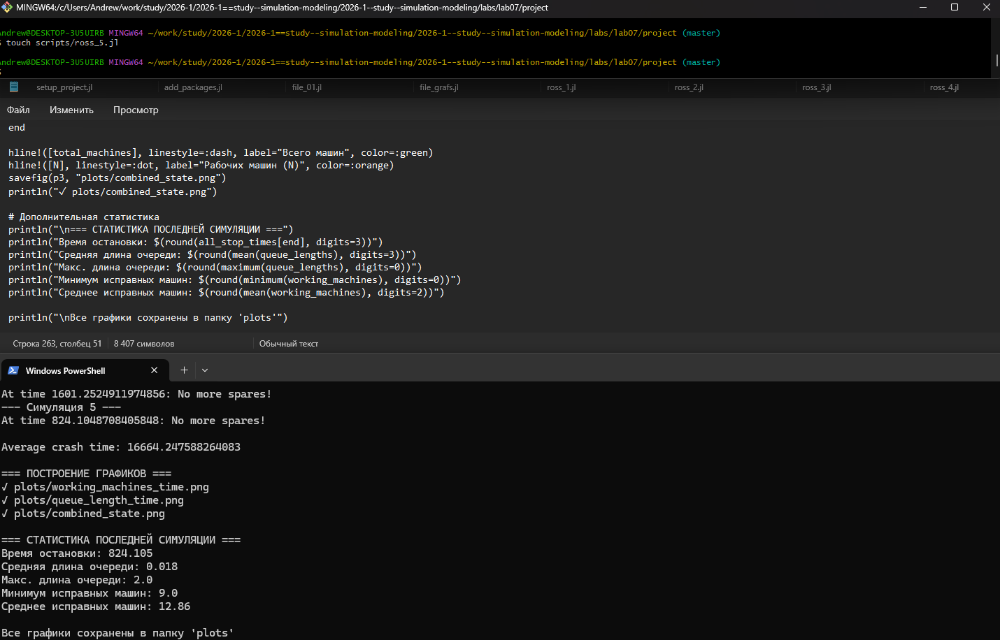 MINGW64:/c/Users/Andrew/work/study/2026-1/2026-1==study--simulation-modeling/2026-1--study--simulation-modeling/labs/lab07/project
Andrew@DESKTOP-3U5UIRB MINGW64 ~/work/study/2026-1/2026-1==study--simulation-modeling/2026-1--study--simulation-modeling/labs/lab07/project (master)
$ touch scripts/ross_5.jl
Andrew@DESKTOP-3U5UIRB MINGW64 ~/work/study/2026-1/2026-1==study--simulation-modeling/2026-1--study--simulation-modeling/labs/lab07/project (master)
$
setup_project.jl add_packages.jl file_01.jl file_grafs.jl ross_1.jl ross_2.jl ross_3.jl ross_4.jl
Файл Изменить Просмотр
end
hline!([total_machines], linestyle=:dash, label="Всего машин", color=:green)
hline!([N], linestyle=:dot, label="Рабочих машин (N)", color=:orange)
savefig(p3, "plots/combined_state.png")
println("✓ plots/combined_state.png")
# Дополнительная статистика
println("\n=== СТАТИСТИКА ПОСЛЕДНЕЙ СИМУЛЯЦИИ ===")
println("Время остановки: $(round(all_stop_times[end], digits=3))")
println("Средняя длина очереди: $(round(mean(queue_lengths), digits=3))")
println("Макс. длина очереди: $(round(maximum(queue_lengths), digits=0))")
println("Минимум исправных машин: $(round(minimum(working_machines), digits=0))")
println("Среднее исправных машин: $(round(mean(working_machines), digits=2))")
println("\nВсе графики сохранены в папку 'plots'")
Строка 263, столбец 51 8 407 символов Обычный текст
Windows PowerShell
At time 1601.2524911974856: No more spares!
--- Симуляция 5 ---
At time 824.1048708405848: No more spares!
Average crash time: 16664.247588264083
=== ПОСТРОЕНИЕ ГРАФИКОВ ===
✓ plots/working_machines_time.png
✓ plots/queue_length_time.png
✓ plots/combined_state.png
=== СТАТИСТИКА ПОСЛЕДНЕЙ СИМУЛЯЦИИ ===
Время остановки: 824.105
Средняя длина очереди: 0.018
Макс. длина очереди: 2.0
Минимум исправных машин: 9.0
Среднее исправных машин: 12.86
Все графики сохранены в папку 'plots'